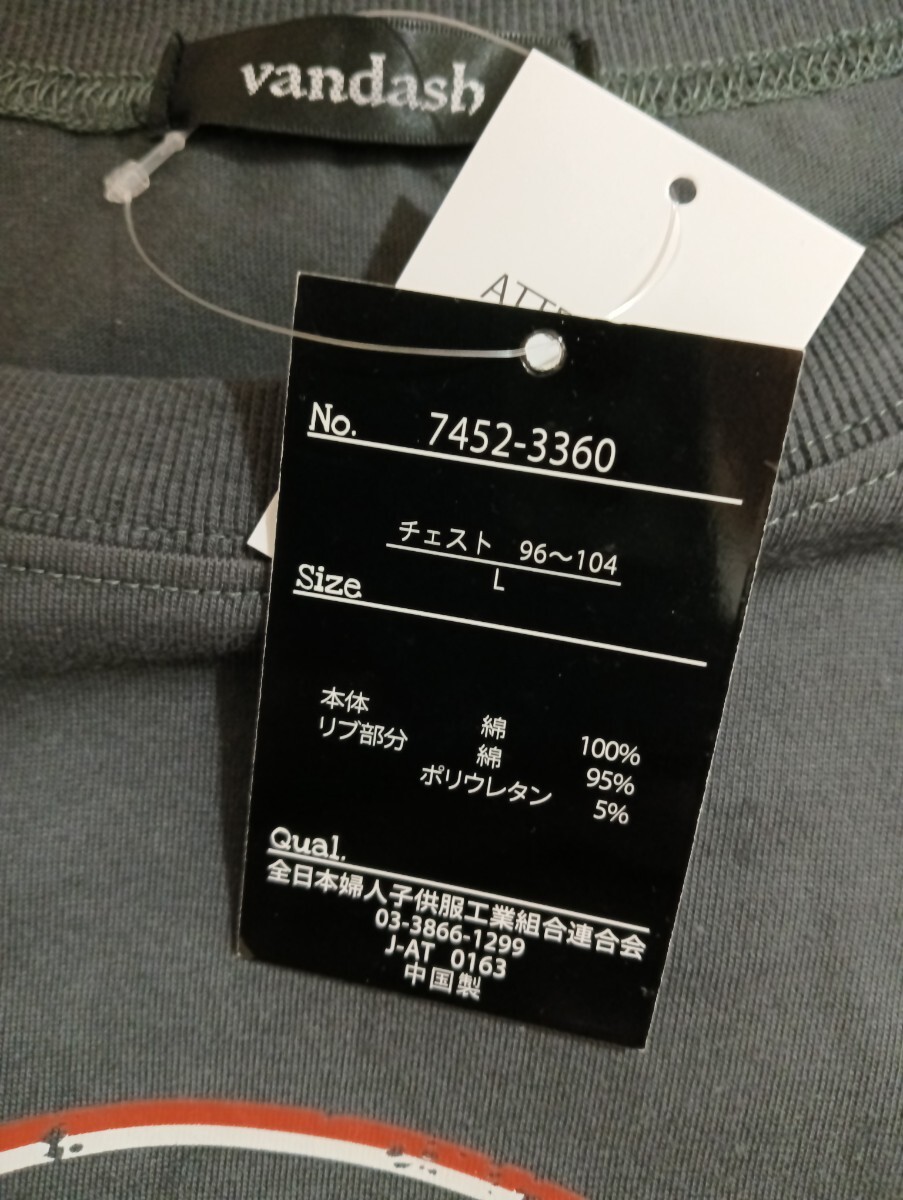 vandash
No. 7452-3360
チェスト 96～104
L
Size
本体 綿 100%
リブ部分 綿 95%
ポリウレタン 5%
Qual.
全日本婦人子供服工業組合連合会
03-3866-1299
J-AT 0163
中国製